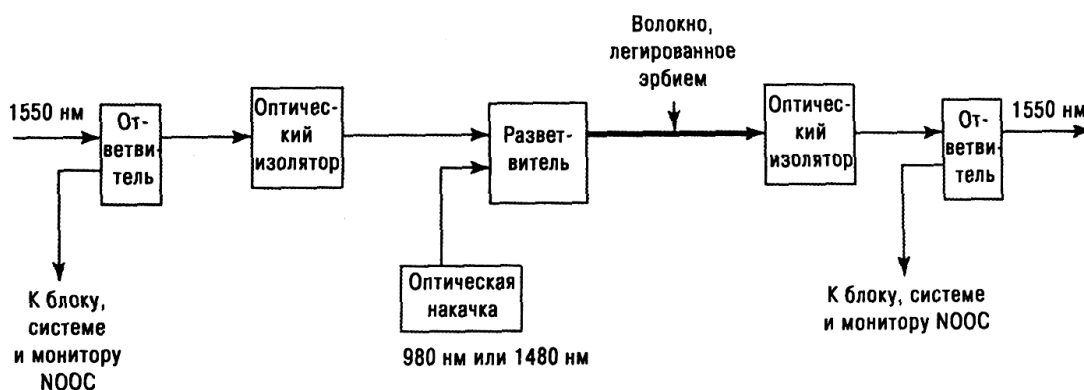 1550 нм
От-
ветви-
тель
К блоку,
системе
и монитору
NOOC
Оптичес-
кий
изолятор
Оптическая
накачка
980 нм или 1480 нм
Развет-
витель
Волокно,
легированное
эрбием
Оптичес-
кий
изолятор
К блоку, системе
и монитору NOOC
От-
ветви-
тель
1550 нм